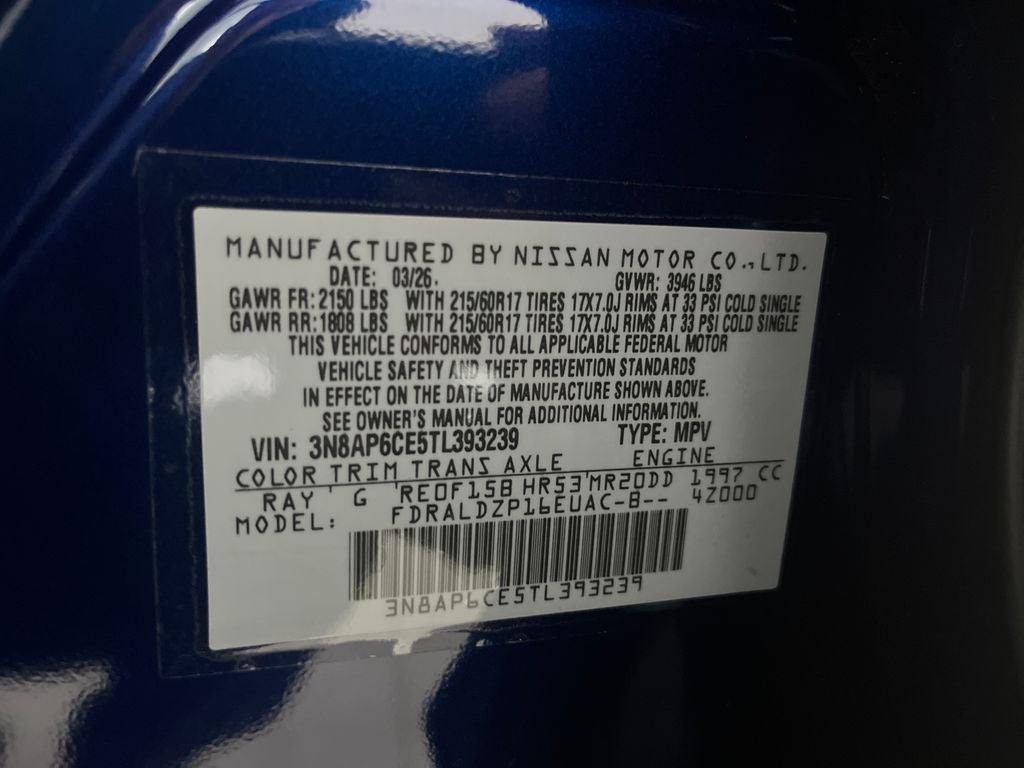 MANUFACTURED BY NISSAN MOTOR CO.,LTD.
DATE: 03/26. GVWR: 3946 LBS
GAWR FR: 2150 LBS WITH 215/60R17 TIRES 17X7.0J RIMS AT 33 PSI COLD SINGLE
GAWR RR: 1808 LBS WITH 215/60R17 TIRES 17X7.0J RIMS AT 33 PSI COLD SINGLE
THIS VEHICLE CONFORMS TO ALL APPLICABLE FEDERAL MOTOR
VEHICLE SAFETY AND THEFT PREVENTION STANDARDS
IN EFFECT ON THE DATE OF MANUFACTURE SHOWN ABOVE.
SEE OWNER'S MANUAL FOR ADDITIONAL INFORMATION.
VIN: 3N8AP6CE5TL393239 TYPE: MPV
COLOR TRIM TRANS AXLE ENGINE
RAY G RE0F15B HR53 MR20DD 1997 CC
MODEL: FDRALDZP16EUAC-B-- 4Z000
3N8AP6CE5TL393239